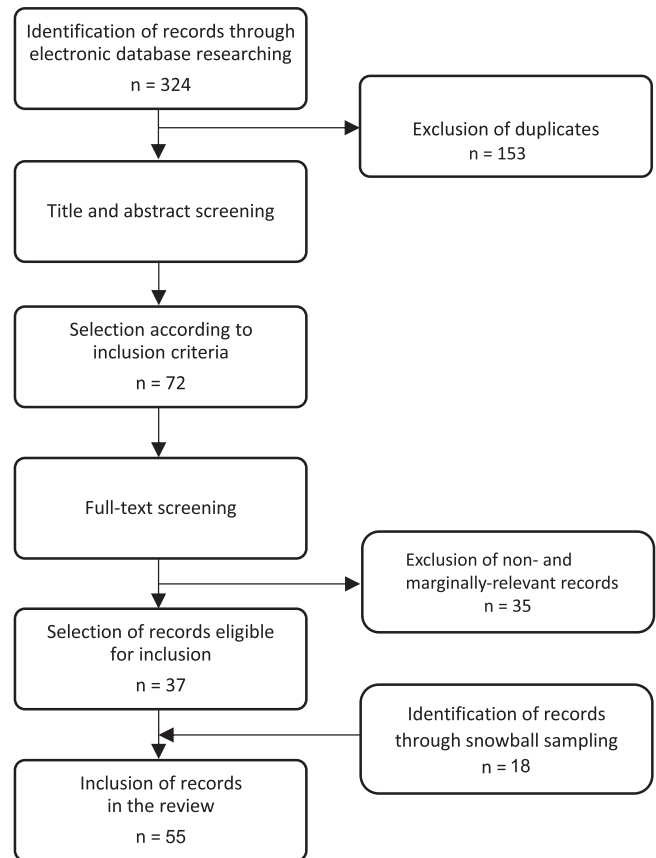 Identification of records through
electronic database researching
n = 324
Exclusion of duplicates
n = 153
Title and abstract screening
Selection according to
inclusion criteria
n = 72
Full-text screening
Exclusion of non- and
marginally-relevant records
n = 35
Selection of records eligible
for inclusion
n = 37
Identification of records
through snowball sampling
n = 18
Inclusion of records
in the review
n = 55